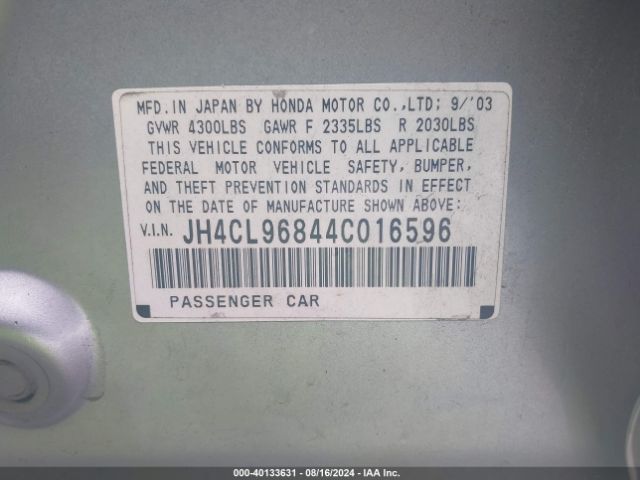 MFD. IN JAPAN BY HONDA MOTOR CO.,LTD; 9/'03
GVWR 4300LBS GAWR F 2335LBS R 2030LBS
THIS VEHICLE CONFORMS TO ALL APPLICABLE
FEDERAL MOTOR VEHICLE SAFETY, BUMPER,
AND THEFT PREVENTION STANDARDS IN EFFECT
ON THE DATE OF MANUFACTURE SHOWN ABOVE:
V.I.N. JH4CL96844C016596
PASSENGER CAR
000-40133631 - 08/16/2024 - IAA Inc.